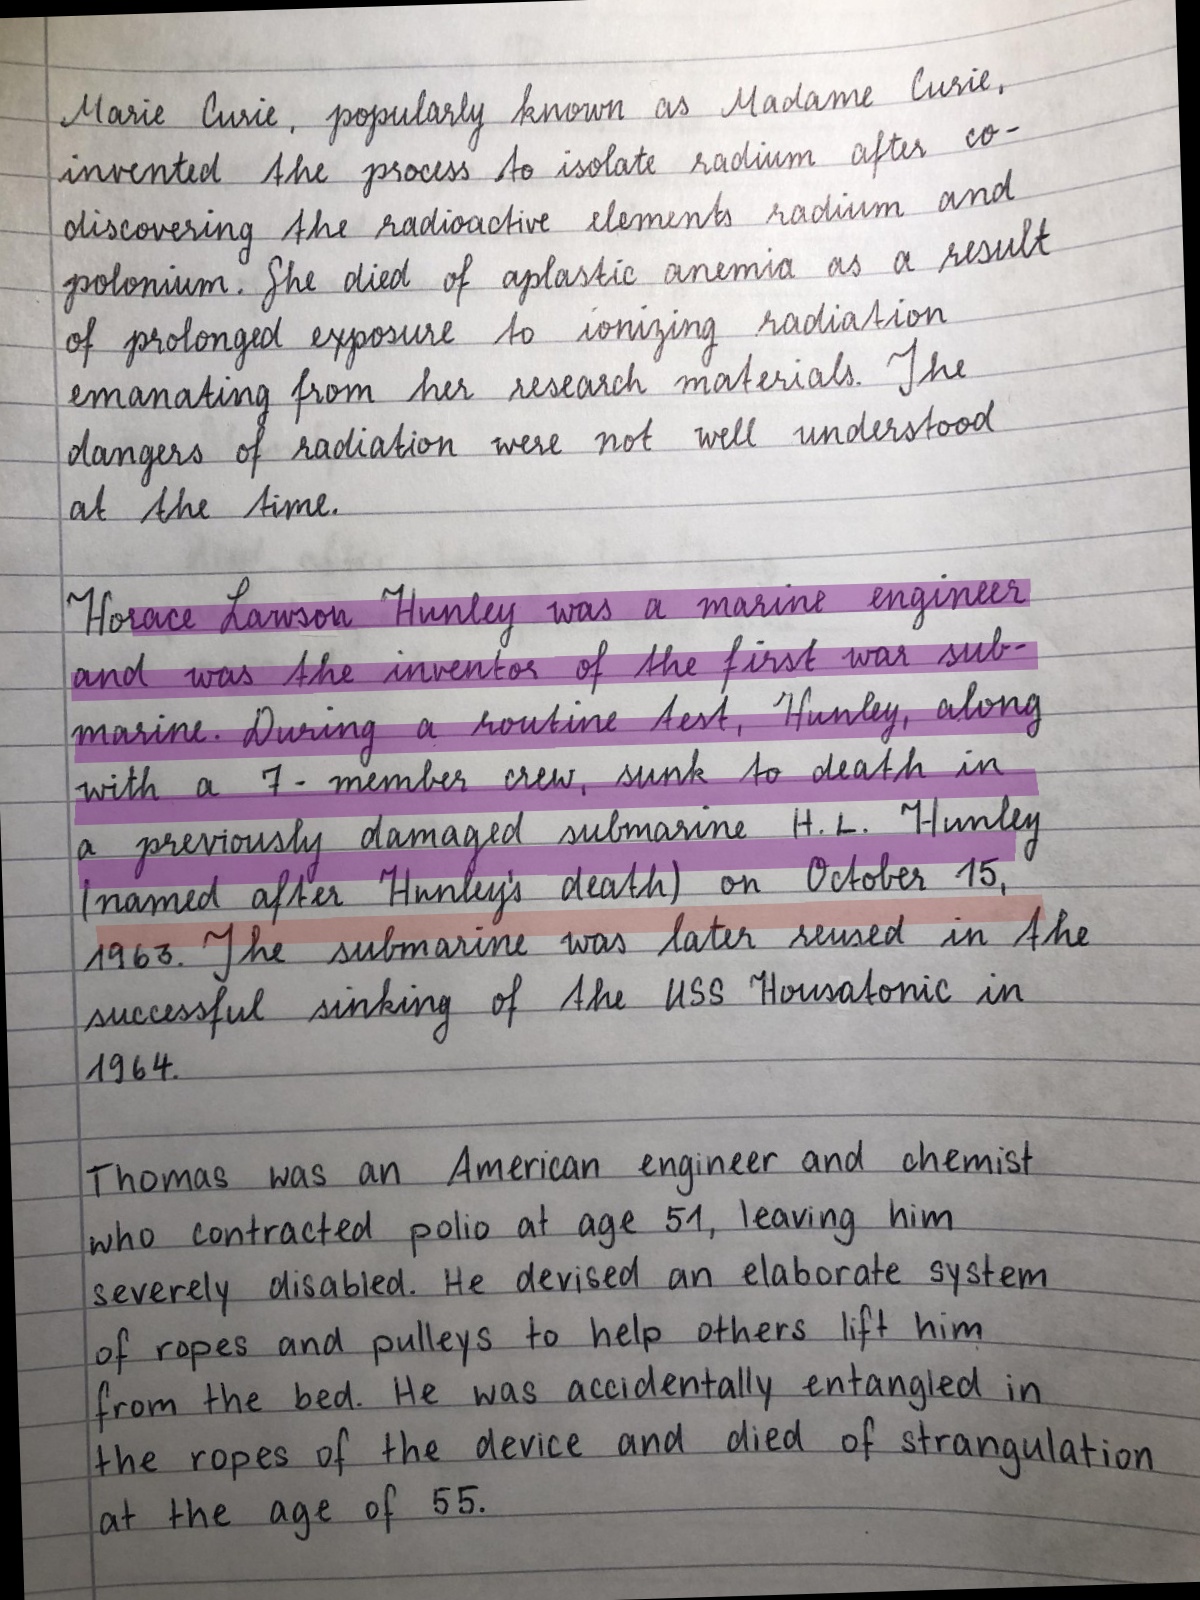 Marie Curie, popularly known as Madame Curie,
invented the process to isolate radium after co-
discovering the radioactive elements radium and
polonium. She died of aplastic anemia as a result
of prolonged exposure to ionizing radiation
emanating from her research materials. The
dangers of radiation were not well understood
at the time.
Horace Lawson Hunley was a marine engineer
and was the inventor of the first war sub-
marine. During a routine test, Hunley, along
with a 7-member crew, sunk to death in
a previously damaged submarine H. L. Hunley
(named after Hunley's death) on October 15,
1963. The submarine was later reused in the
successful sinking of the USS Housatonic in
1964.
Thomas was an American engineer and chemist
who contracted polio at age 51, leaving him
severely disabled. He devised an elaborate system
of ropes and pulleys to help others lift him
from the bed. He was accidentally entangled in
the ropes of the device and died of strangulation
at the age of 55.